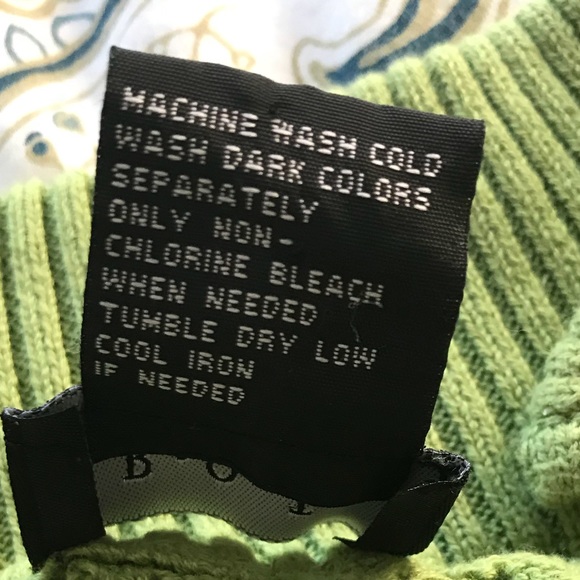 MACHINE WASH COLD
WASH DARK COLORS
SEPARATELY
ONLY NON-
CHLORINE BLEACH
WHEN NEEDED
TUMBLE DRY LOW
COOL IRON
IF NEEDED